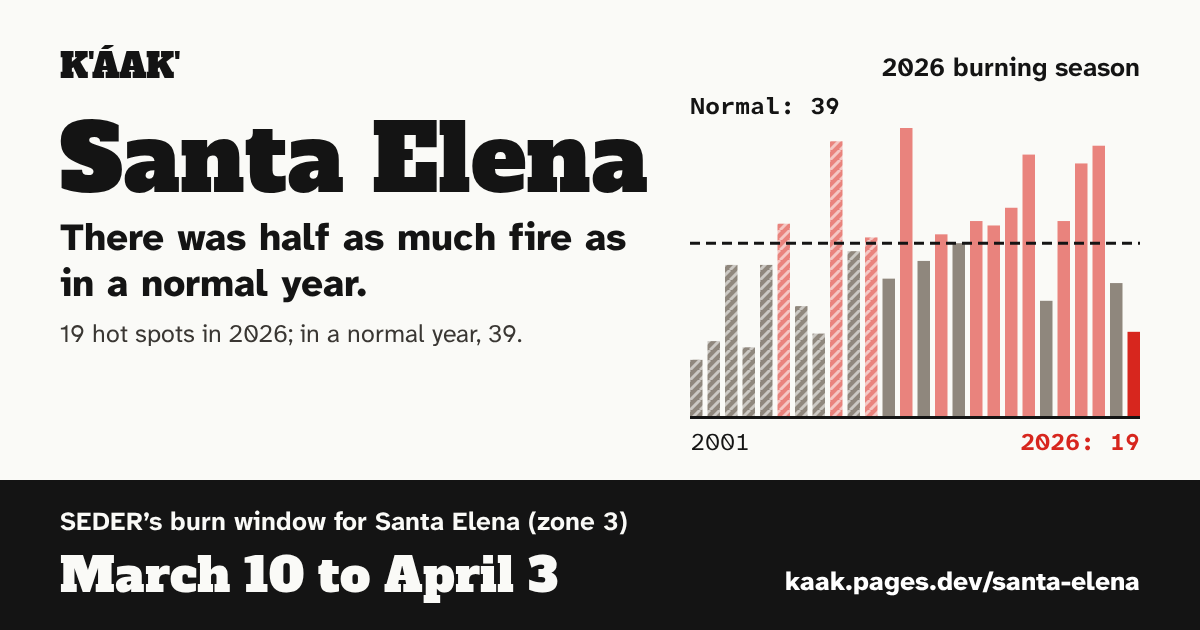 K'ÁAK'
Santa Elena
There was half as much fire as
in a normal year.
19 hot spots in 2026; in a normal year, 39.
2026 burning season
Normal: 39
2001
2026: 19
SEDER’s burn window for Santa Elena (zone 3)
March 10 to April 3
kaak.pages.dev/santa-elena